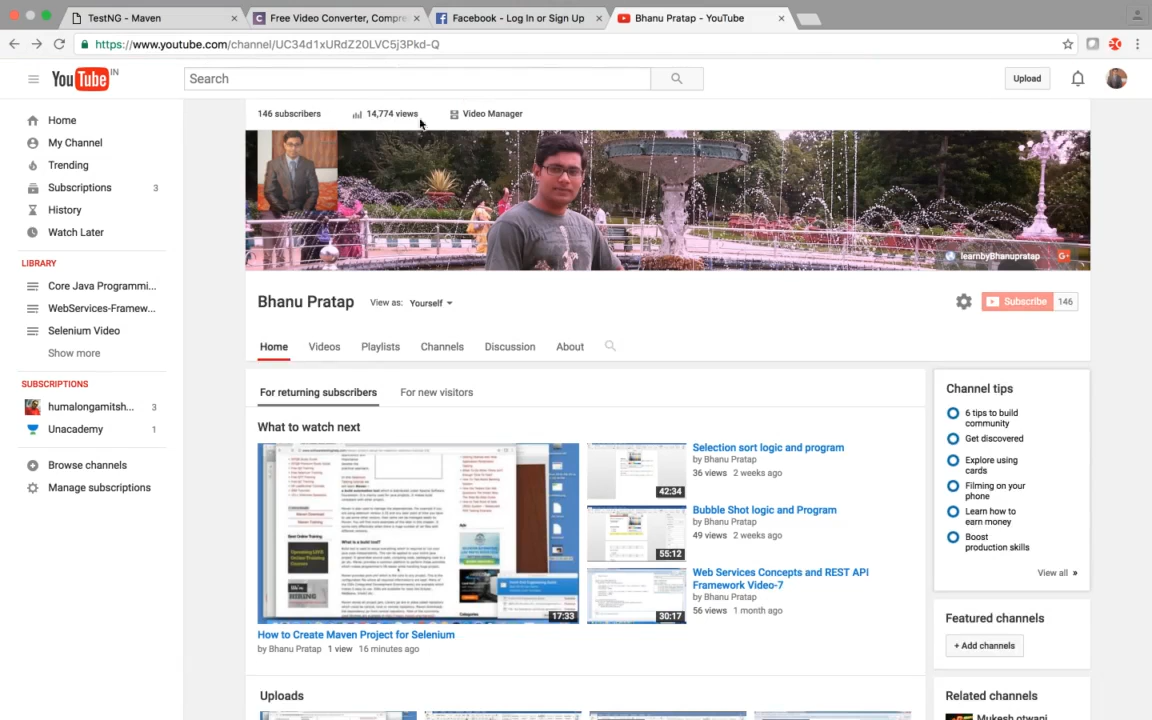 TestNG - Maven
Free Video Converter, Compre
Facebook - Log In or Sign Up
Bhanu Pratap - YouTube
https://www.youtube.com/channel/UC34d1xURdZ20LVC5j3Pkd-Q
YouTube IN
Search
Upload
146 subscribers
14,774 views
Video Manager
Home
My Channel
Trending
Subscriptions 3
History
Watch Later
LIBRARY
Core Java Programmi...
WebServices-Framew...
Selenium Video
Show more
SUBSCRIPTIONS
humalongamitsh... 3
Unacademy 1
Browse channels
Manage subscriptions
learnbyBhanupratap
G+
Bhanu Pratap
View as: Yourself
Subscribe 146
Home
Videos
Playlists
Channels
Discussion
About
For returning subscribers
For new visitors
What to watch next
17:33
How to Create Maven Project for Selenium
by Bhanu Pratap 1 view 16 minutes ago
42:34
Selection sort logic and program
by Bhanu Pratap
36 views 2 weeks ago
55:12
Bubble Shot logic and Program
by Bhanu Pratap
49 views 2 weeks ago
30:17
Web Services Concepts and REST API
Framework Video-7
by Bhanu Pratap
56 views 1 month ago
Uploads
Channel tips
6 tips to build
community
Get discovered
Explore using
cards
Filming on your
phone
Learn how to
earn money
Boost
production skills
View all »
Featured channels
+ Add channels
Related channels
Mukesh otwani